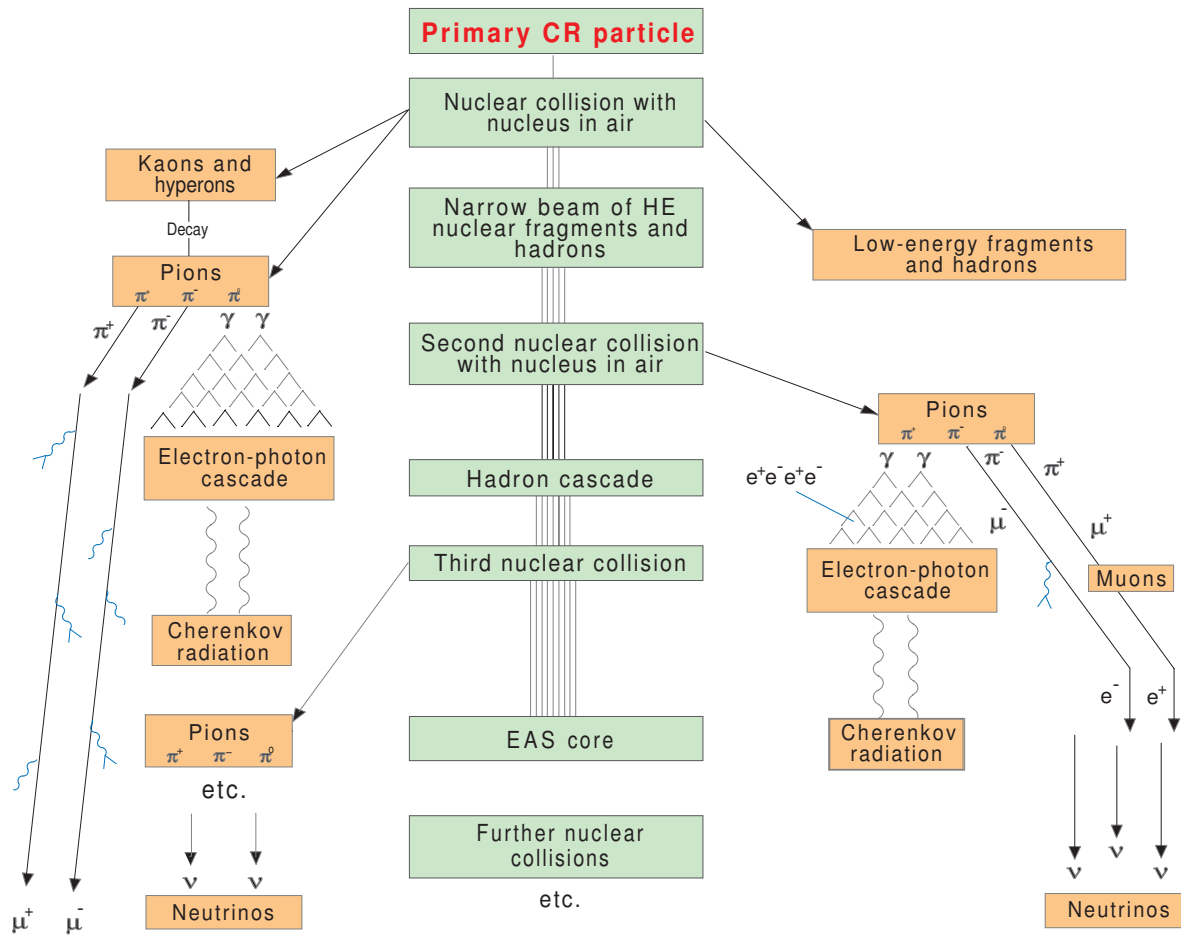 Primary CR particle
Nuclear collision with
nucleus in air
Kaons and
hyperons
Decay
Narrow beam of HE
nuclear fragments and
hadrons
Low-energy fragments
and hadrons
Pions
π⁺ π⁻ π⁰
π⁺ π⁻ γ γ
Second nuclear collision
with nucleus in air
Pions
π⁺ π⁻ π⁰
γ γ π⁻ π⁺
Electron-photon
cascade
Hadron cascade
e⁺e⁻e⁺e⁻
μ⁻ μ⁺
Third nuclear collision
Electron-photon
cascade
Muons
Cherenkov
radiation
e⁻ e⁺
Pions
π⁺ π⁻ π⁰
etc.
EAS core
Cherenkov
radiation
Further nuclear
collisions
etc.
ν ν
ν ν ν
μ⁺ μ⁻
Neutrinos
Neutrinos